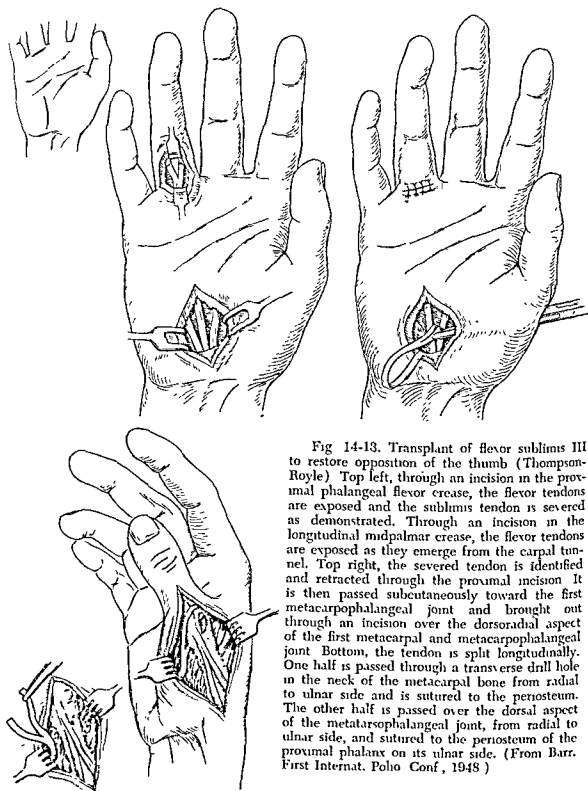 Fig 14-13. Transplant of flexor sublimis III
to restore opposition of the thumb (Thompson-
Royle) Top left, through an incision in the prox-
imal phalangeal flexor crease, the flexor tendons
are exposed and the sublimis tendon is severed
as demonstrated. Through an incision in the
longitudinal midpalmar crease, the flexor tendons
are exposed as they emerge from the carpal tun-
nel. Top right, the severed tendon is identified
and retracted through the proximal incision It
is then passed subcutaneously toward the first
metacarpophalangeal joint and brought out
through an incision over the dorsoradial aspect
of the first metacarpal and metacarpophalangeal
joint Bottom, the tendon is split longitudinally.
One half is passed through a transverse drill hole
in the neck of the metacarpal bone from radial
to ulnar side and is sutured to the periosteum.
The other half is passed over the dorsal aspect
of the metatarsophalangeal joint, from radial to
ulnar side, and sutured to the periosteum of the
proximal phalanx on its ulnar side. (From Barr.
First Internat. Polio Conf, 1948 )